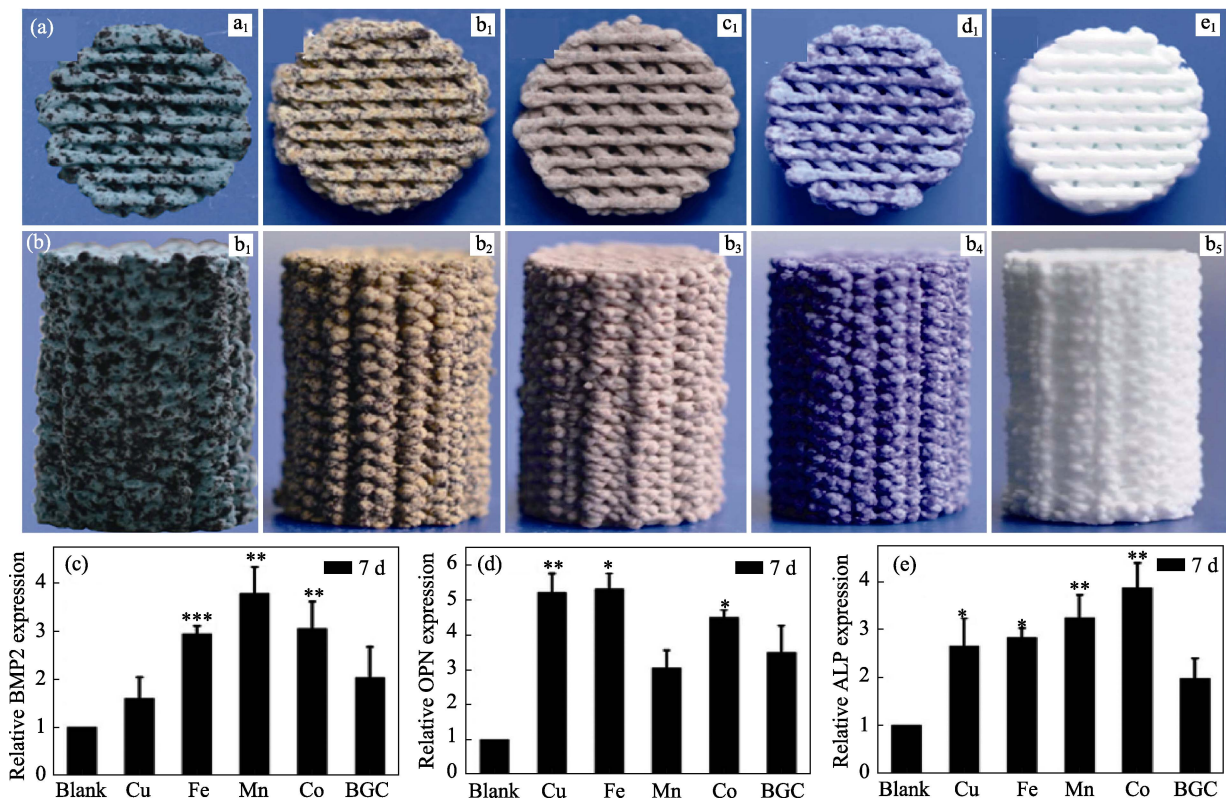 (a)
a1
b1
c1
d1
e1
(b)
b1
b2
b3
b4
b5
(c)
7 d
Relative BMP2 expression
4
3
2
1
0
**
***
**
Blank Cu Fe Mn Co BGC
(d)
7 d
Relative OPN expression
6
5
4
3
2
1
0
**
*
*
Blank Cu Fe Mn Co BGC
(e)
7 d
Relative ALP expression
4
3
2
1
0
*
*
**
**
Blank Cu Fe Mn Co BGC